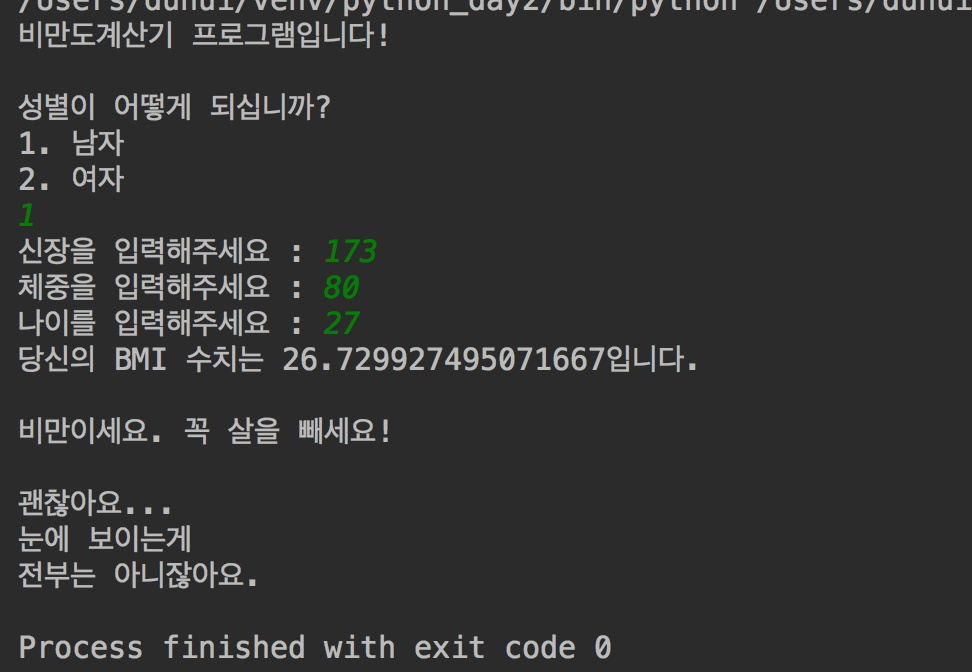 /Users/duhui/venv/python_day2/bin/python /Users/duhui
비만도계산기 프로그램입니다!
성별이 어떻게 되십니까?
1. 남자
2. 여자
1
신장을 입력해주세요 : 173
체중을 입력해주세요 : 80
나이를 입력해주세요 : 27
당신의 BMI 수치는 26.729927495071667입니다.
비만이세요. 꼭 살을 빼세요!
괜찮아요...
눈에 보이는게
전부는 아니잖아요.
Process finished with exit code 0